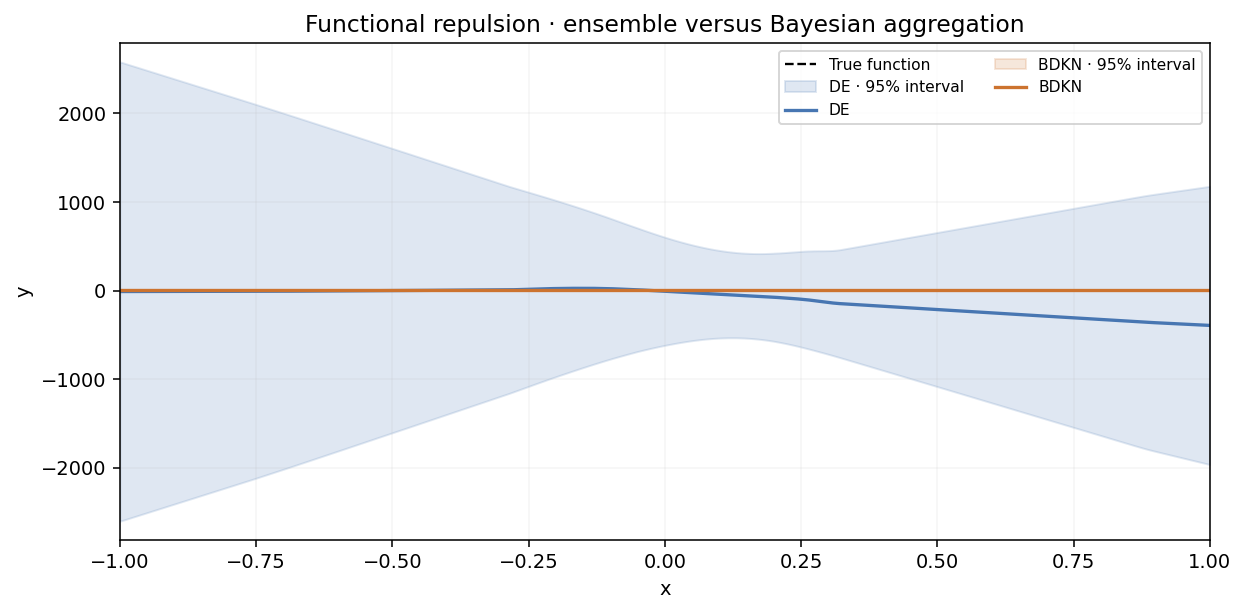 Functional repulsion · ensemble versus Bayesian aggregation
True function
DE · 95% interval
DE
BDKN · 95% interval
BDKN
y
2000
1000
0
−1000
−2000
−1.00
−0.75
−0.50
−0.25
0.00
0.25
0.50
0.75
1.00
x